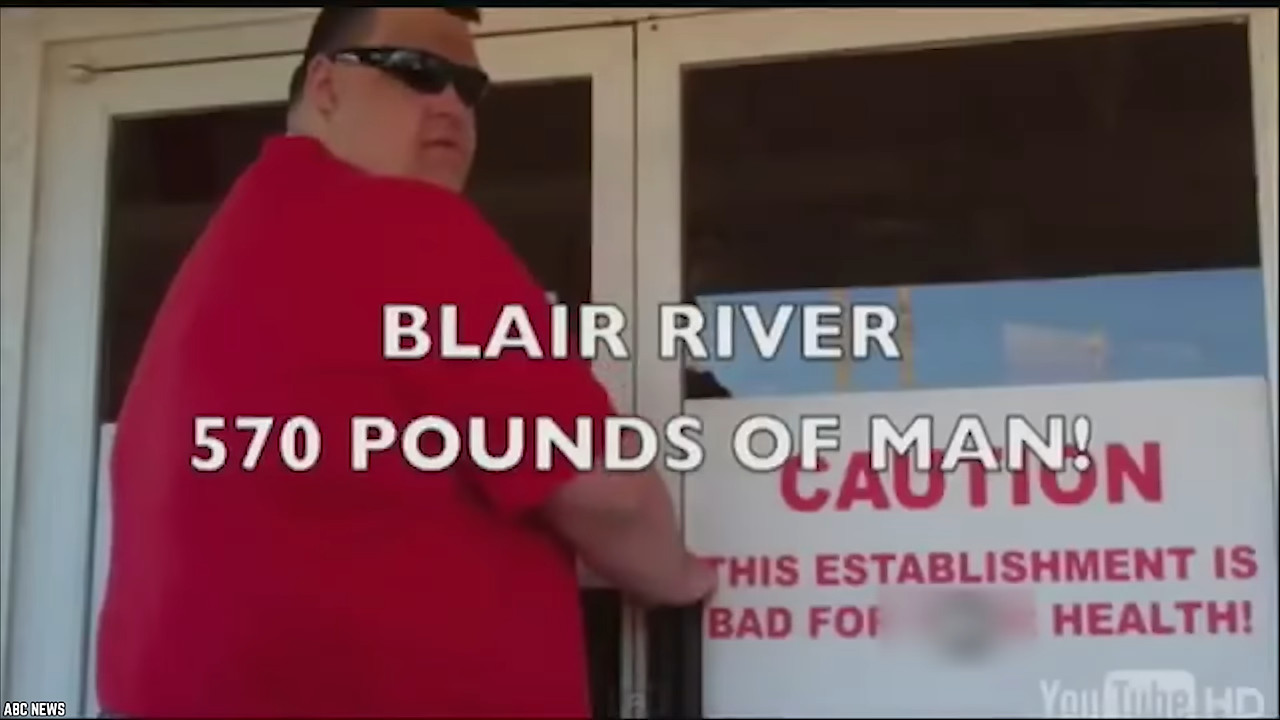 BLAIR RIVER
570 POUNDS OF MAN!
CAUTION
THIS ESTABLISHMENT IS
BAD FOR HEALTH!
YouTube HD
ABC NEWS